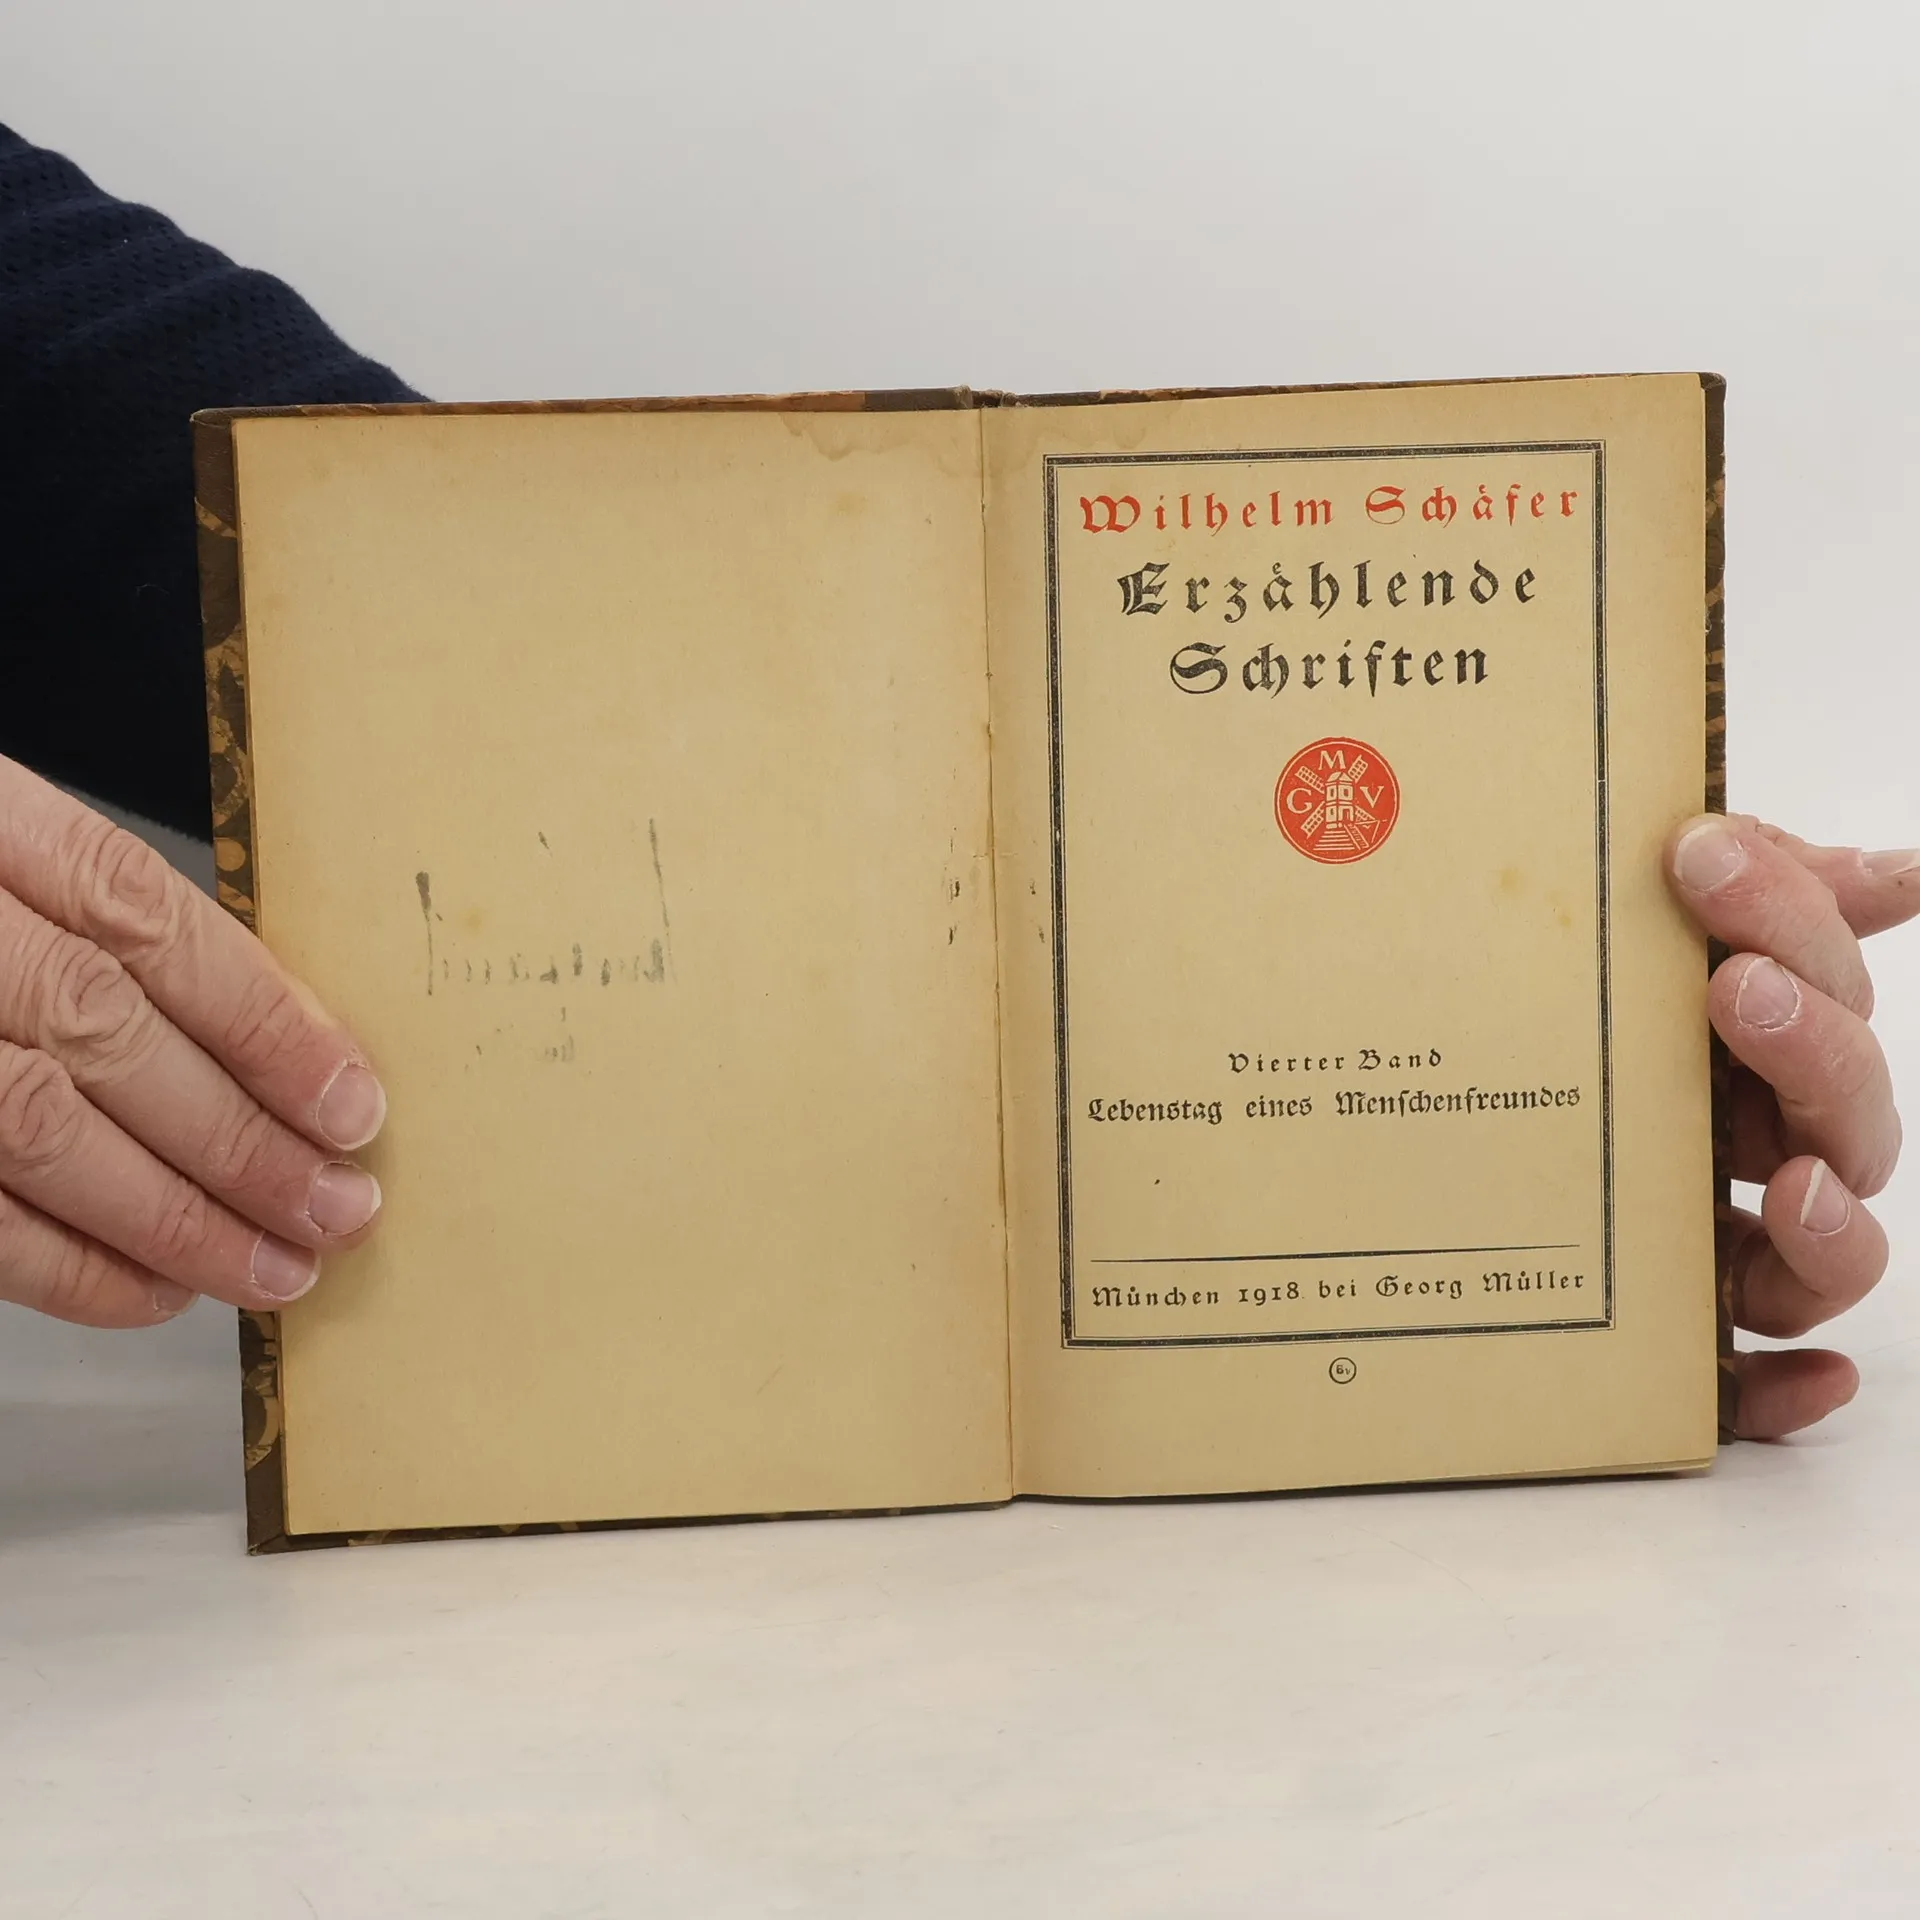 Wilhelm Schäfer
Erzählende
Schriften
M
G V
Vierter Band
Lebenstag eines Menschenfreundes
München 1918 bei Georg Müller